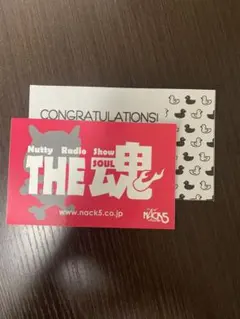 CONGRATULATIONS!
Nutty Radio Show
THE SOUL 魂
www.nack5.co.jp
NACK5